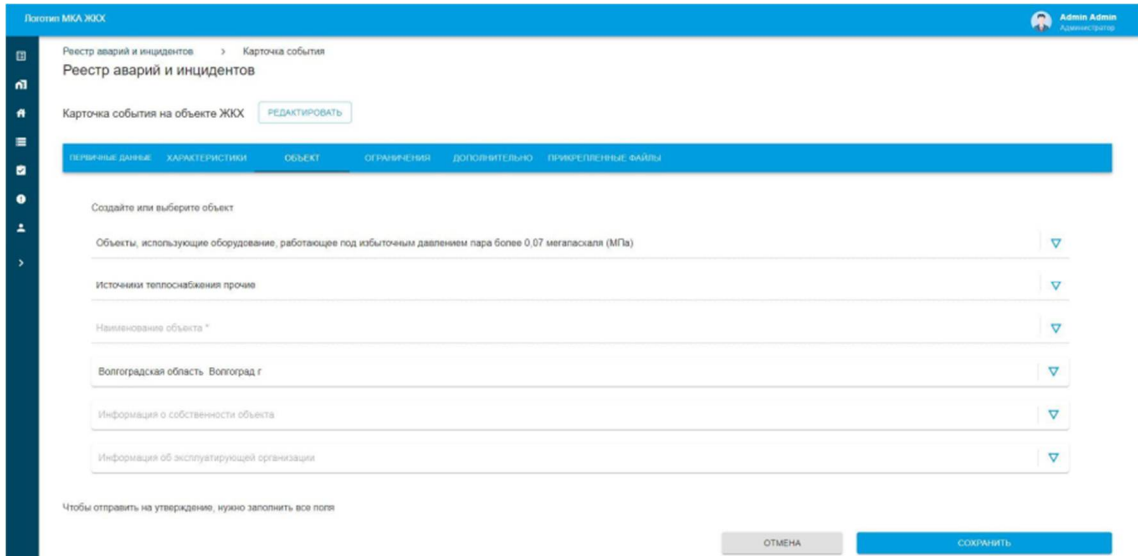 Логотип МКА ЖКХ
Admin Admin
Администратор
Реестр аварий и инцидентов > Карточка события
Реестр аварий и инцидентов
Карточка события на объекте ЖКХ РЕДАКТИРОВАТЬ
ПЕРВИЧНЫЕ ДАННЫЕ ХАРАКТЕРИСТИКИ ОБЪЕКТ ОГРАНИЧЕНИЯ ДОПОЛНИТЕЛЬНО ПРИКРЕПЛЕННЫЕ ФАЙЛЫ
Создайте или выберите объект
Объекты, использующие оборудование, работающее под избыточным давлением пара более 0,07 мегапаскаля (МПа)
Источники теплоснабжения прочие
Наименование объекта *
Волгоградская область Волгоград г
Информация о собственности объекта
Информация об эксплуатирующей организации
Чтобы отправить на утверждение, нужно заполнить все поля
ОТМЕНА СОХРАНИТЬ